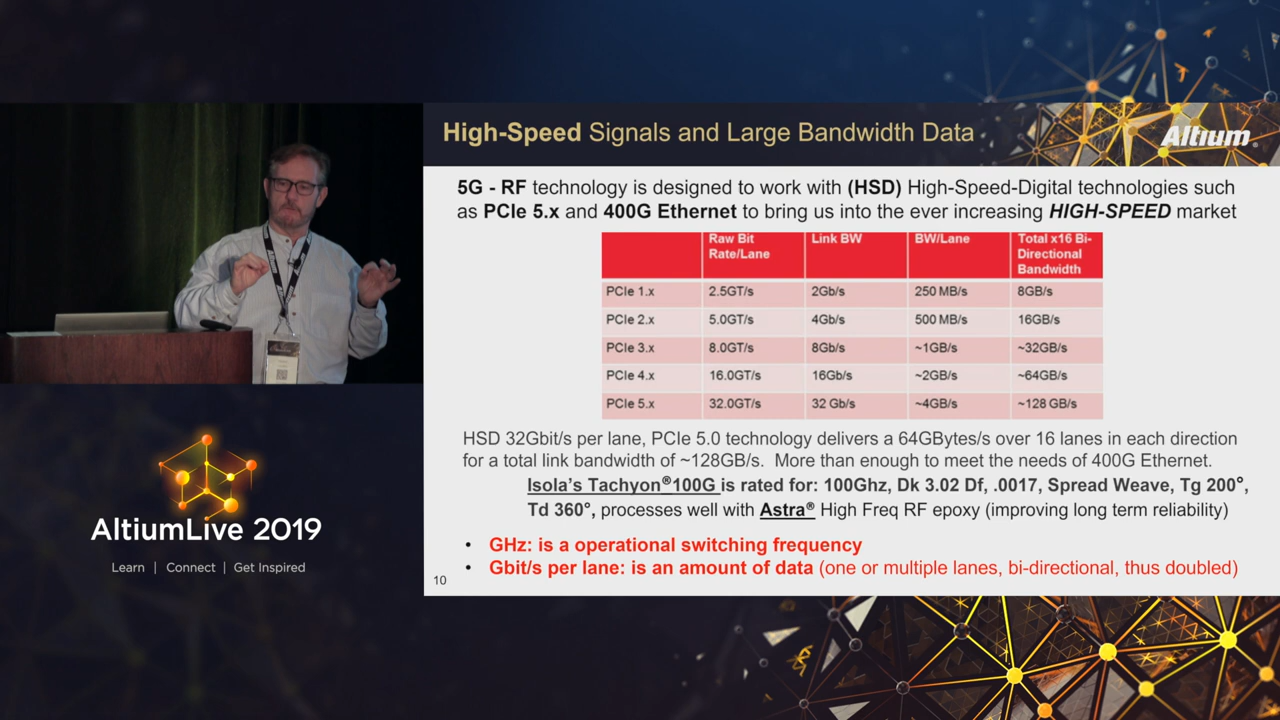 High-Speed Signals and Large Bandwidth Data
Altium
5G - RF technology is designed to work with (HSD) High-Speed-Digital technologies such
as PCIe 5.x and 400G Ethernet to bring us into the ever increasing HIGH-SPEED market
Raw Bit Rate/Lane Link BW BW/Lane Total x16 Bi-Directional Bandwidth
PCIe 1.x 2.5GT/s 2Gb/s 250 MB/s 8GB/s
PCIe 2.x 5.0GT/s 4Gb/s 500 MB/s 16GB/s
PCIe 3.x 8.0GT/s 8Gb/s ~1GB/s ~32GB/s
PCIe 4.x 16.0GT/s 16Gb/s ~2GB/s ~64GB/s
PCIe 5.x 32.0GT/s 32 Gb/s ~4GB/s ~128 GB/s
HSD 32Gbit/s per lane, PCIe 5.0 technology delivers a 64GBytes/s over 16 lanes in each direction
for a total link bandwidth of ~128GB/s. More than enough to meet the needs of 400G Ethernet.
Isola's Tachyon®100G is rated for: 100Ghz, Dk 3.02 Df, .0017, Spread Weave, Tg 200°,
Td 360°, processes well with Astra® High Freq RF epoxy (improving long term reliability)
• GHz: is a operational switching frequency
• Gbit/s per lane: is an amount of data (one or multiple lanes, bi-directional, thus doubled)
10
AltiumLive 2019
Learn | Connect | Get Inspired